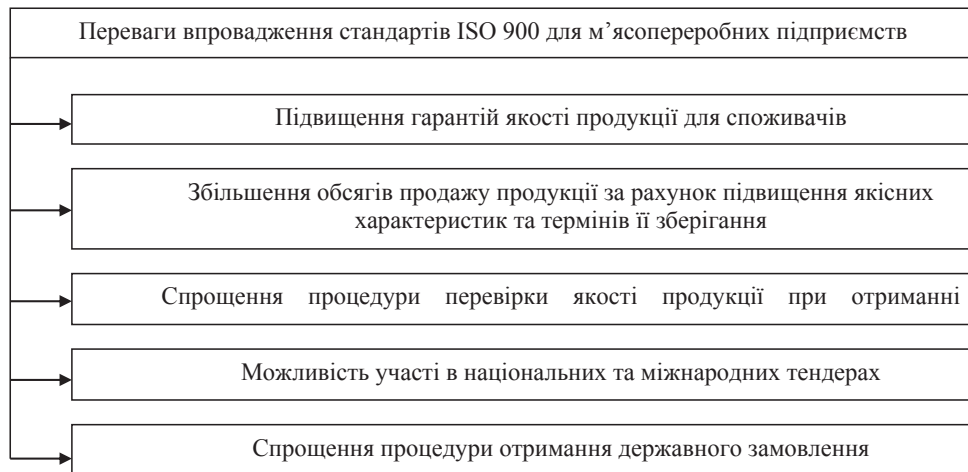 Переваги впровадження стандартів ISO 900 для м’ясопереробних підприємств
Підвищення гарантій якості продукції для споживачів
Збільшення обсягів продажу продукції за рахунок підвищення якісних
характеристик та термінів її зберігання
Спрощення процедури перевірки якості продукції при отриманні
Можливість участі в національних та міжнародних тендерах
Спрощення процедури отримання державного замовлення